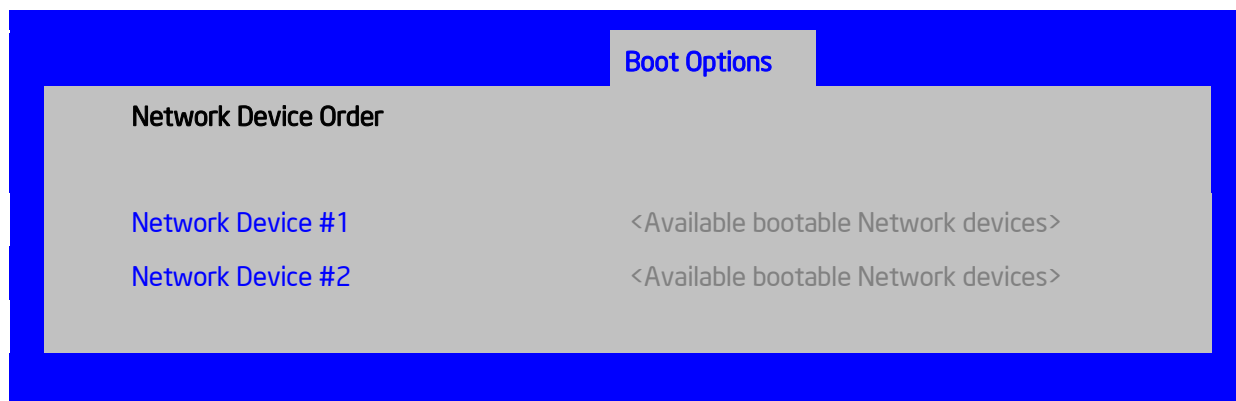 Boot Options
Network Device Order
Network Device #1 <Available bootable Network devices>
Network Device #2 <Available bootable Network devices>